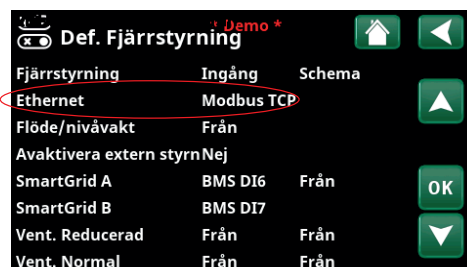 * Demo *
Def. Fjärrstyrning
Fjärrstyrning Ingång Schema
Ethernet Modbus TCP
Flöde/nivåvakt Från
Avaktivera extern styrn Nej
SmartGrid A BMS DI6 Från
OK
SmartGrid B BMS DI7
Vent. Reducerad Från Från
Vent. Normal Från Från